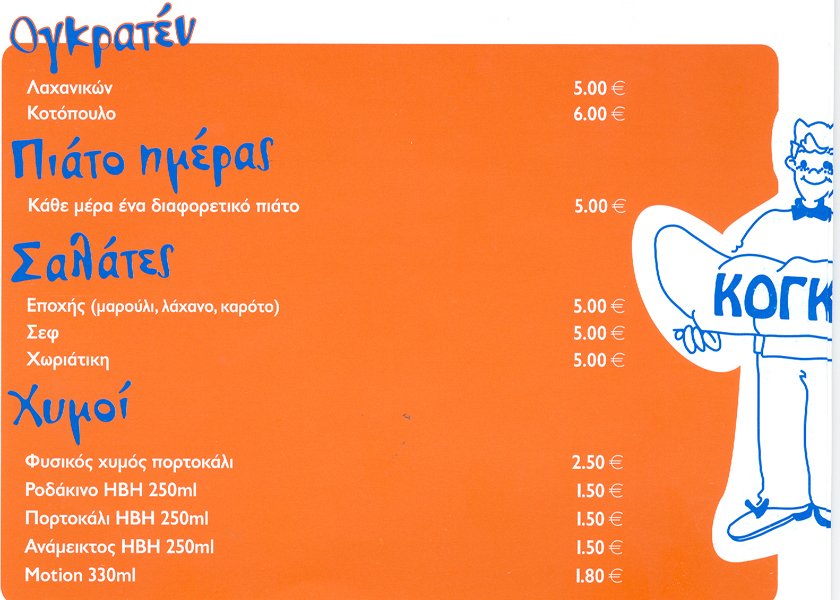 Ογκρατέν
Λαχανικών 5.00 €
Κοτόπουλο 6.00 €
Πιάτο ημέρας
Κάθε μέρα ένα διαφορετικό πιάτο 5.00 €
Σαλάτες
Εποχής (μαρούλι, λάχανο, καρότο) 5.00 €
Σεφ 5.00 €
Χωριάτικη 5.00 €
ΚΟΓΚ
Χυμοί
Φυσικός χυμός πορτοκάλι 2.50 €
Ροδάκινο ΗΒΗ 250ml 1.50 €
Πορτοκάλι ΗΒΗ 250ml 1.50 €
Ανάμεικτος ΗΒΗ 250ml 1.50 €
Motion 330ml 1.80 €